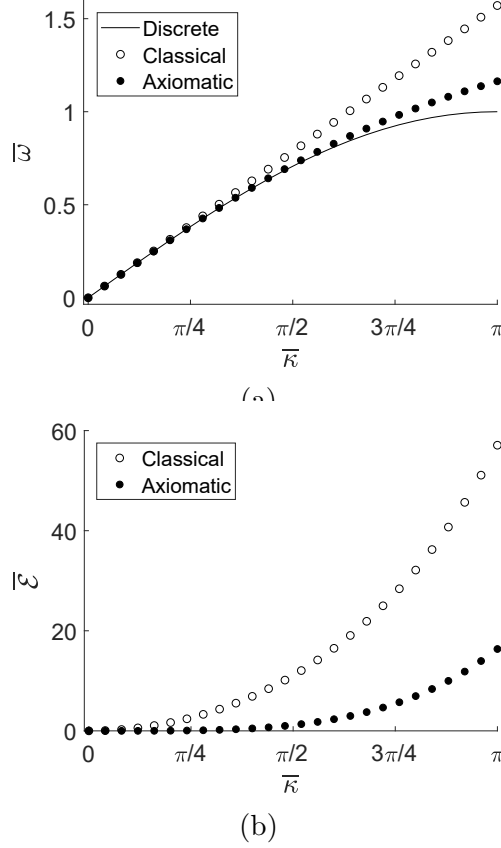 1.5
Discrete
Classical
Axiomatic
1
ω̅
0.5
0
0 π/4 π/2 3π/4 π
κ̅
(a)
60
Classical
Axiomatic
40
ℰ̅
20
0
0 π/4 π/2 3π/4 π
κ̅
(b)